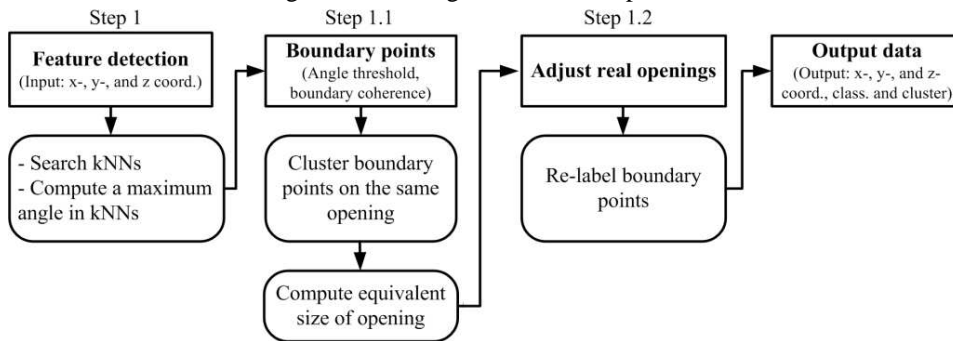 Step 1
Feature detection
(Input: x-, y-, and z coord.)
- Search kNNs
- Compute a maximum
angle in kNNs
Step 1.1
Boundary points
(Angle threshold,
boundary coherence)
Cluster boundary
points on the same
opening
Compute equivalent
size of opening
Step 1.2
Adjust real openings
Re-label boundary
points
Output data
(Output: x-, y-, and z-
coord., class. and cluster)